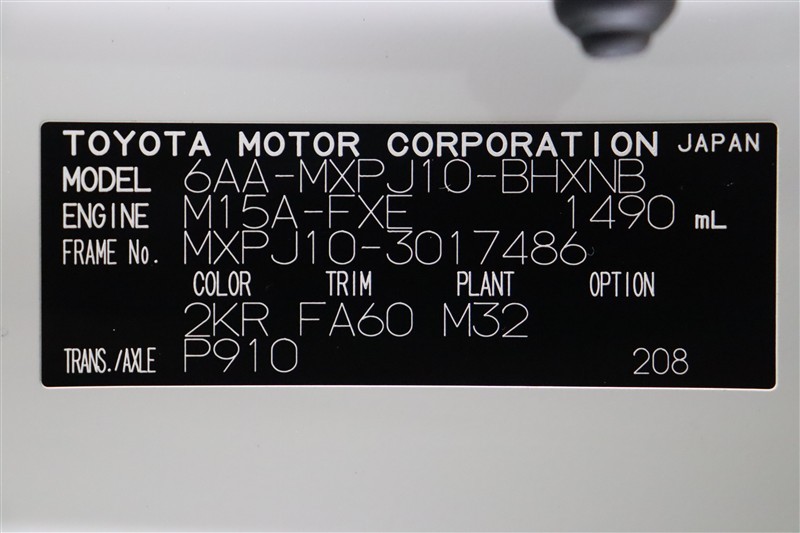 TOYOTA MOTOR CORPORATION JAPAN
MODEL 6AA-MXPJ10-BHXNB
ENGINE M15A-FXE 1490 mL
FRAME No. MXPJ10-3017486
COLOR TRIM PLANT OPTION
2KR FA60 M32
TRANS./AXLE P910 208